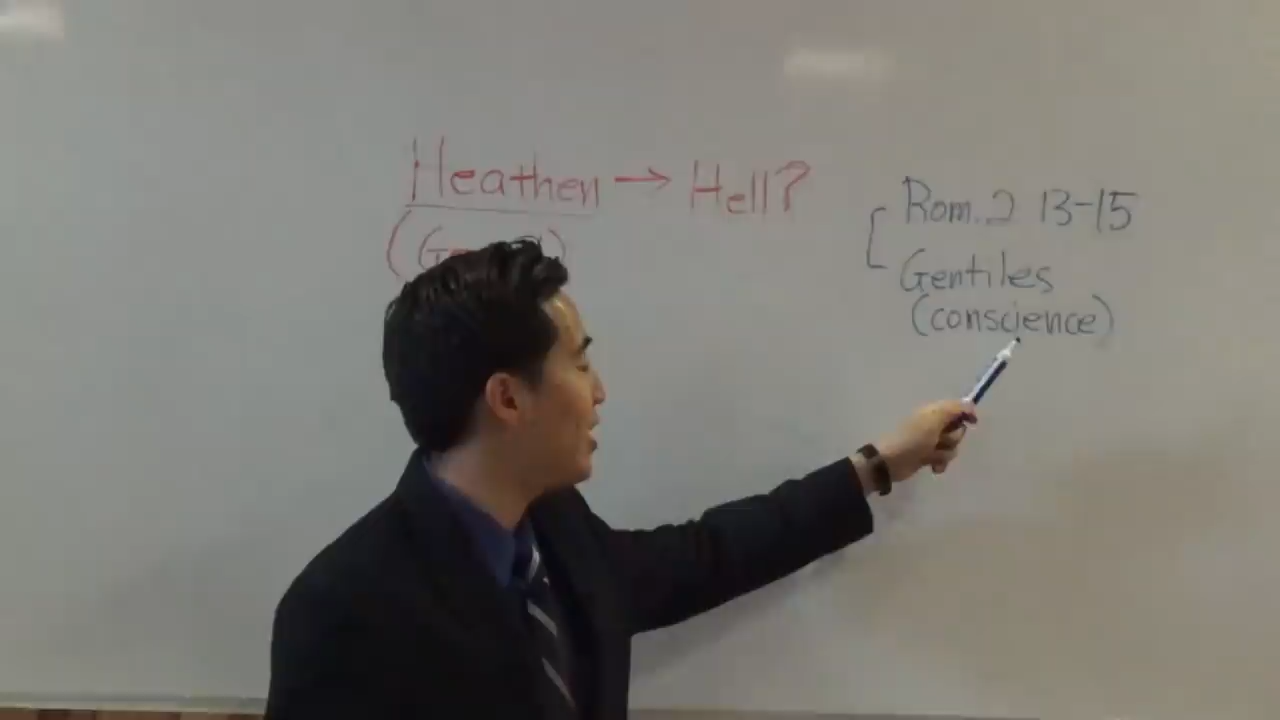 Heathen → Hell?
Rom. 2 13-15
Gentiles
(conscience)